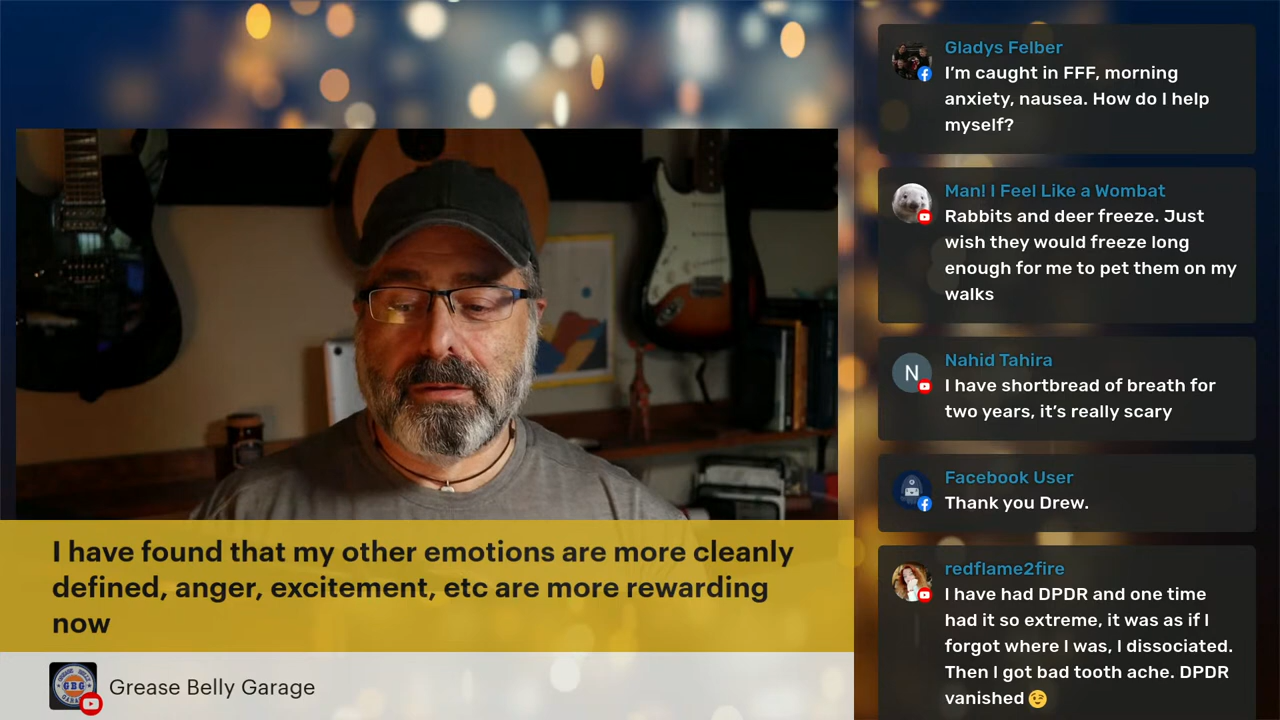 Gladys Felber
I’m caught in FFF, morning
anxiety, nausea. How do I help
myself?
Man! I Feel Like a Wombat
Rabbits and deer freeze. Just
wish they would freeze long
enough for me to pet them on my
walks
N
Nahid Tahira
I have shortbread of breath for
two years, it’s really scary
Facebook User
Thank you Drew.
redflame2fire
I have had DPDR and one time
had it so extreme, it was as if I
forgot where I was, I dissociated.
Then I got bad tooth ache. DPDR
vanished 😉
I have found that my other emotions are more cleanly
defined, anger, excitement, etc are more rewarding
now
GBG
Grease Belly Garage